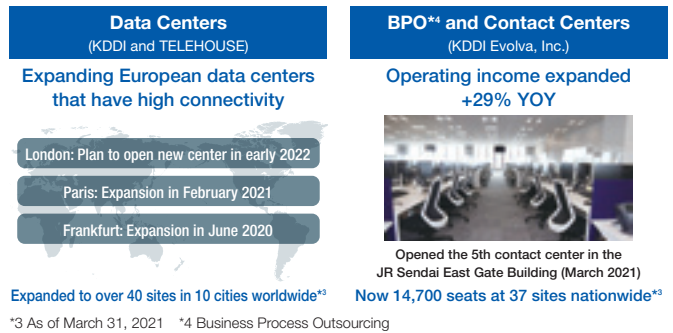 Data Centers
(KDDI and TELEHOUSE)
Expanding European data centers
that have high connectivity
London: Plan to open new center in early 2022
Paris: Expansion in February 2021
Frankfurt: Expansion in June 2020
Expanded to over 40 sites in 10 cities worldwide*3
BPO*4 and Contact Centers
(KDDI Evolva, Inc.)
Operating income expanded
+29% YOY
Opened the 5th contact center in the
JR Sendai East Gate Building (March 2021)
Now 14,700 seats at 37 sites nationwide*3
*3 As of March 31, 2021 *4 Business Process Outsourcing